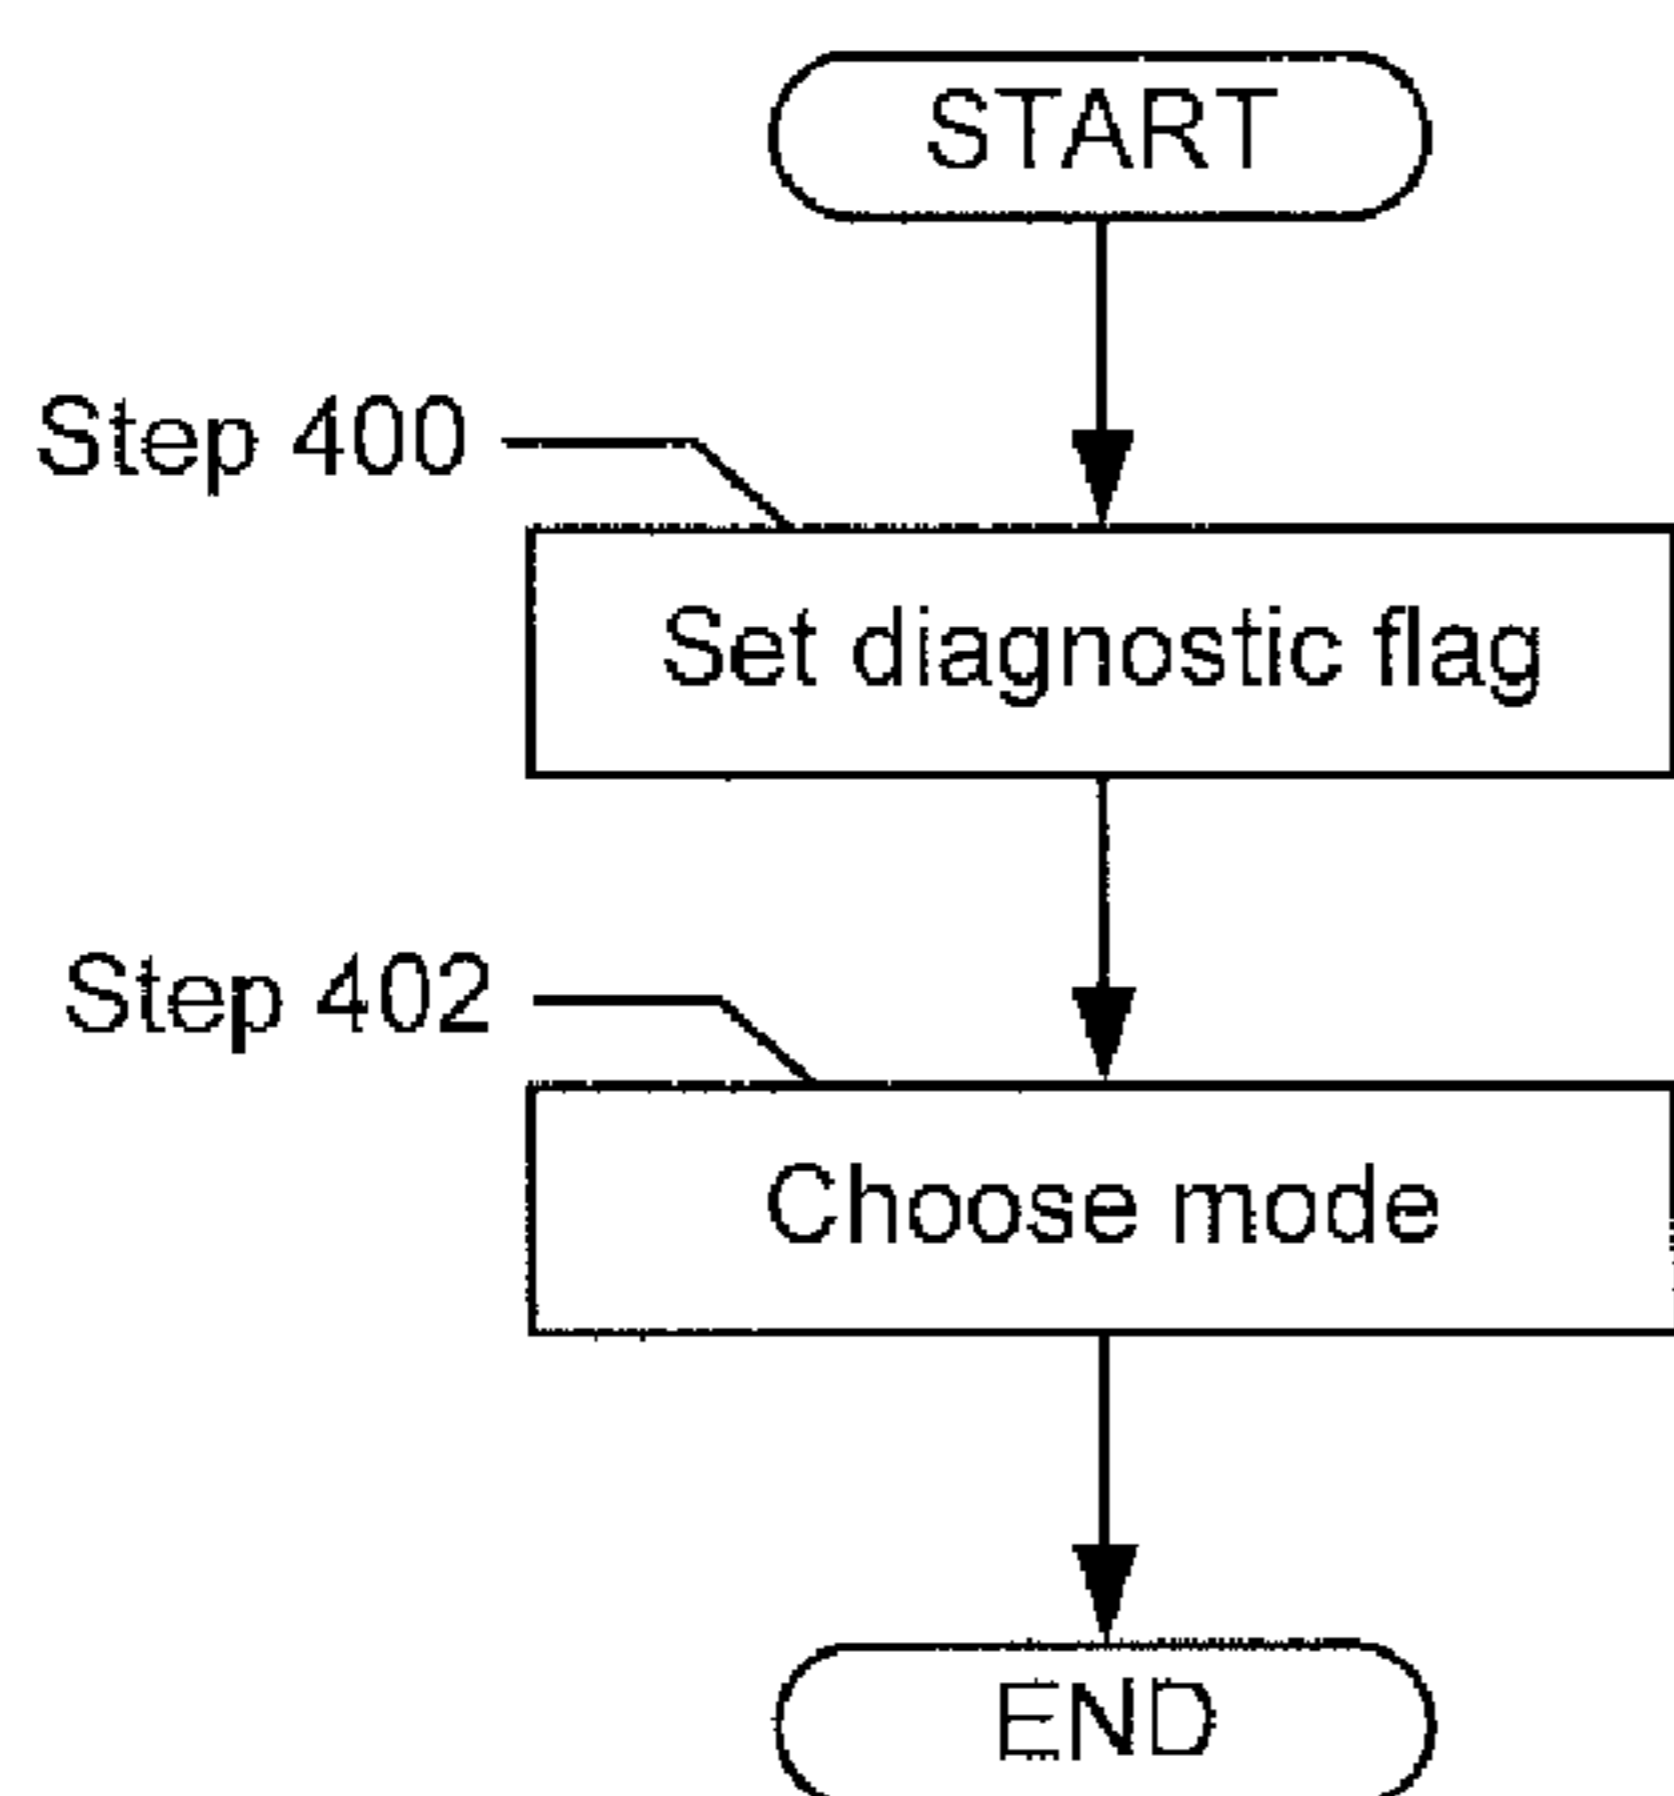 START
Step 400
Set diagnostic flag
Step 402
Choose mode
END